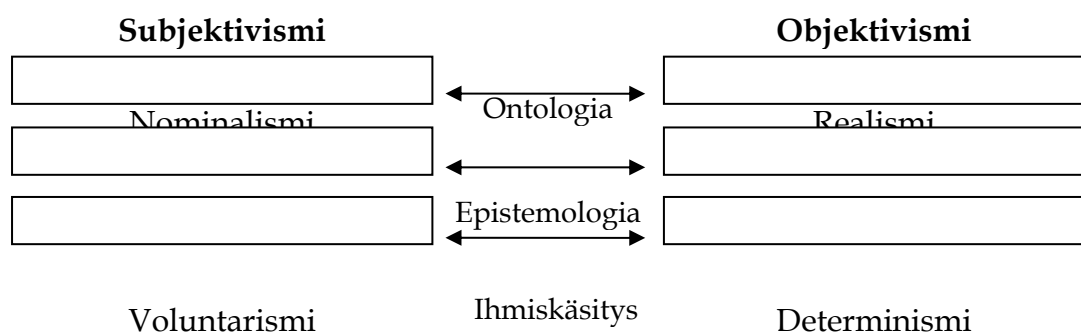 Subjektivismi Objektivismi
Ontologia
Nominalismi Realismi
Epistemologia
Ihmiskäsitys
Voluntarismi Determinismi